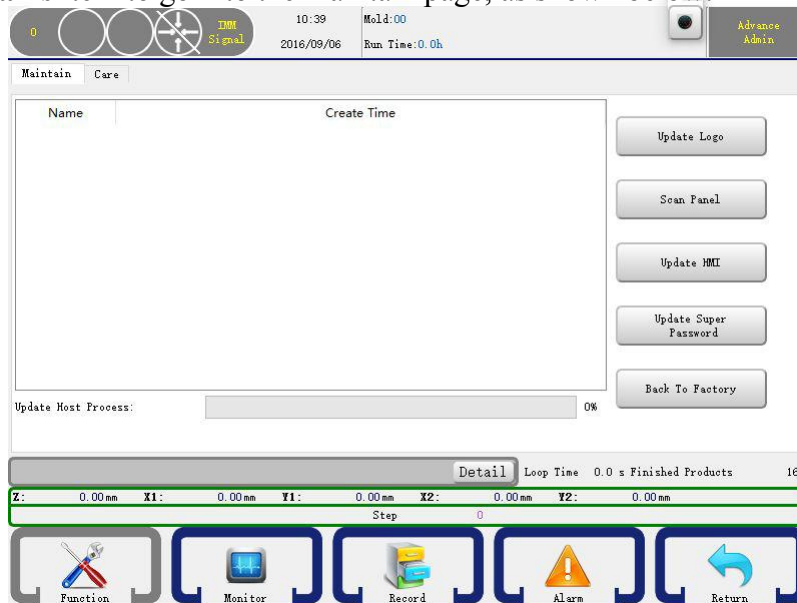 0 IMM Signal 10:39 2016/09/06 Mold:00 Run Time:0.0h Advance Admin
Maintain Care
Name Create Time
Update Logo
Scan Panel
Update HMI
Update Super Password
Back To Factory
Update Host Process: 0%
Detail Loop Time 0.0 s Finished Products 16
Z: 0.00mm X1: 0.00mm Y1: 0.00mm X2: 0.00mm Y2: 0.00mm
Step 0
Function Monitor Record Alarm Return